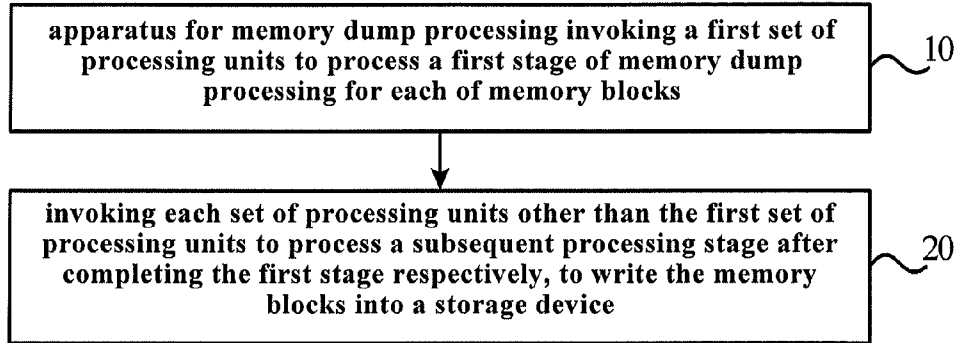 apparatus for memory dump processing invoking a first set of
processing units to process a first stage of memory dump
processing for each of memory blocks
10
invoking each set of processing units other than the first set of
processing units to process a subsequent processing stage after
completing the first stage respectively, to write the memory
blocks into a storage device
20